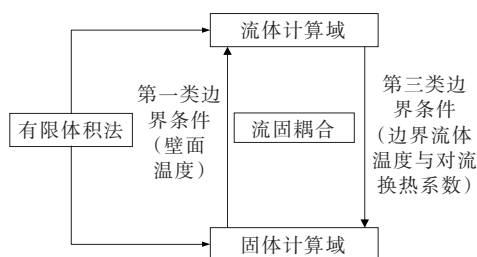 流体计算域
第一类边
界条件
（壁面
温度）
有限体积法
流固耦合
第三类边
界条件
（边界流体
温度与对流
换热系数）
固体计算域